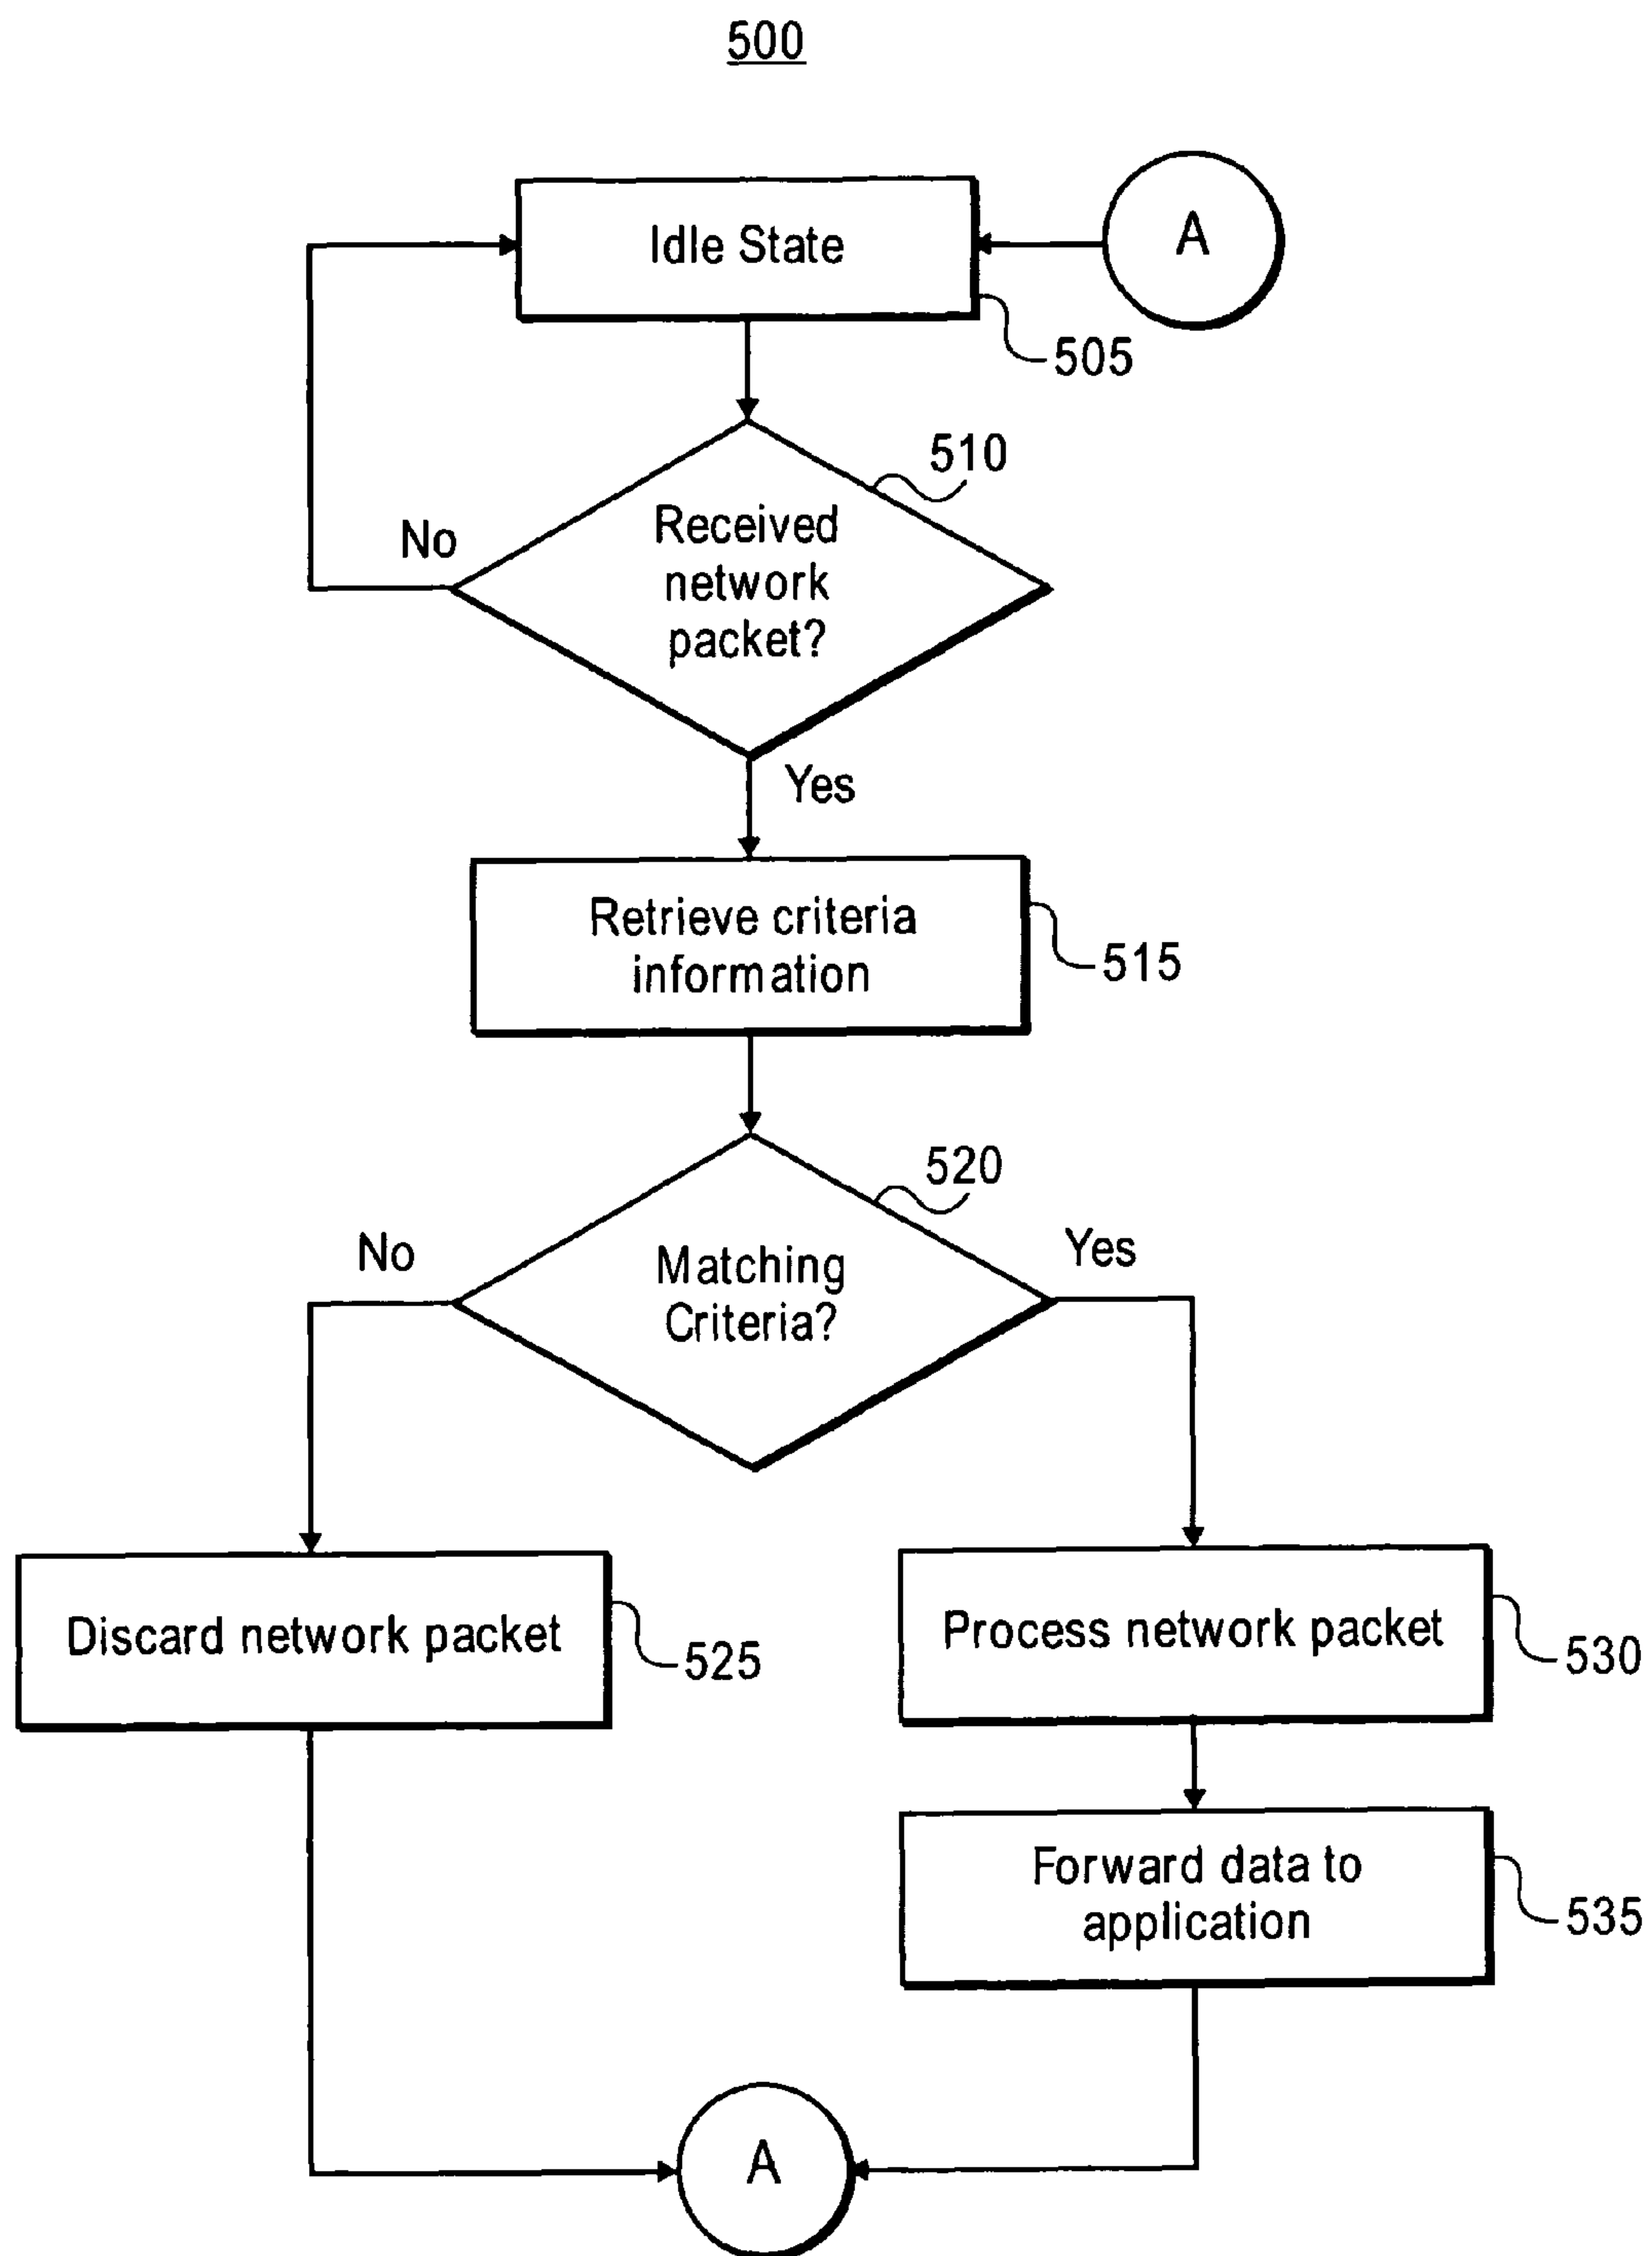 500
Idle State
A
505
510
Received
network
packet?
No
Yes
Retrieve criteria
information
515
520
No
Matching
Criteria?
Yes
Discard network packet
525
Process network packet
530
Forward data to
application
535
A